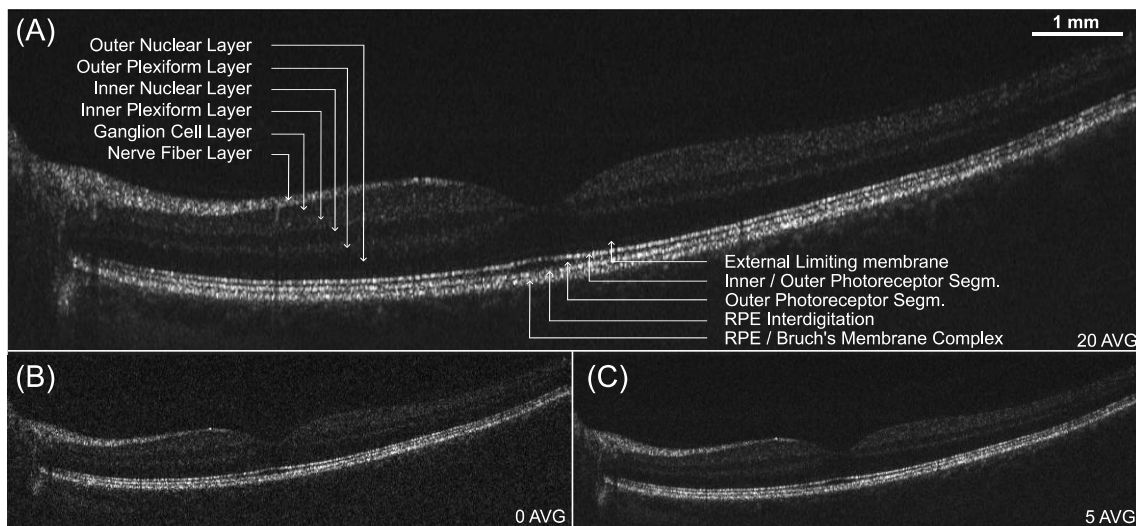 (A)
1 mm
Outer Nuclear Layer
Outer Plexiform Layer
Inner Nuclear Layer
Inner Plexiform Layer
Ganglion Cell Layer
Nerve Fiber Layer
External Limiting membrane
Inner / Outer Photoreceptor Segm.
Outer Photoreceptor Segm.
RPE Interdigitation
RPE / Bruch's Membrane Complex
20 AVG
(B)
0 AVG
(C)
5 AVG